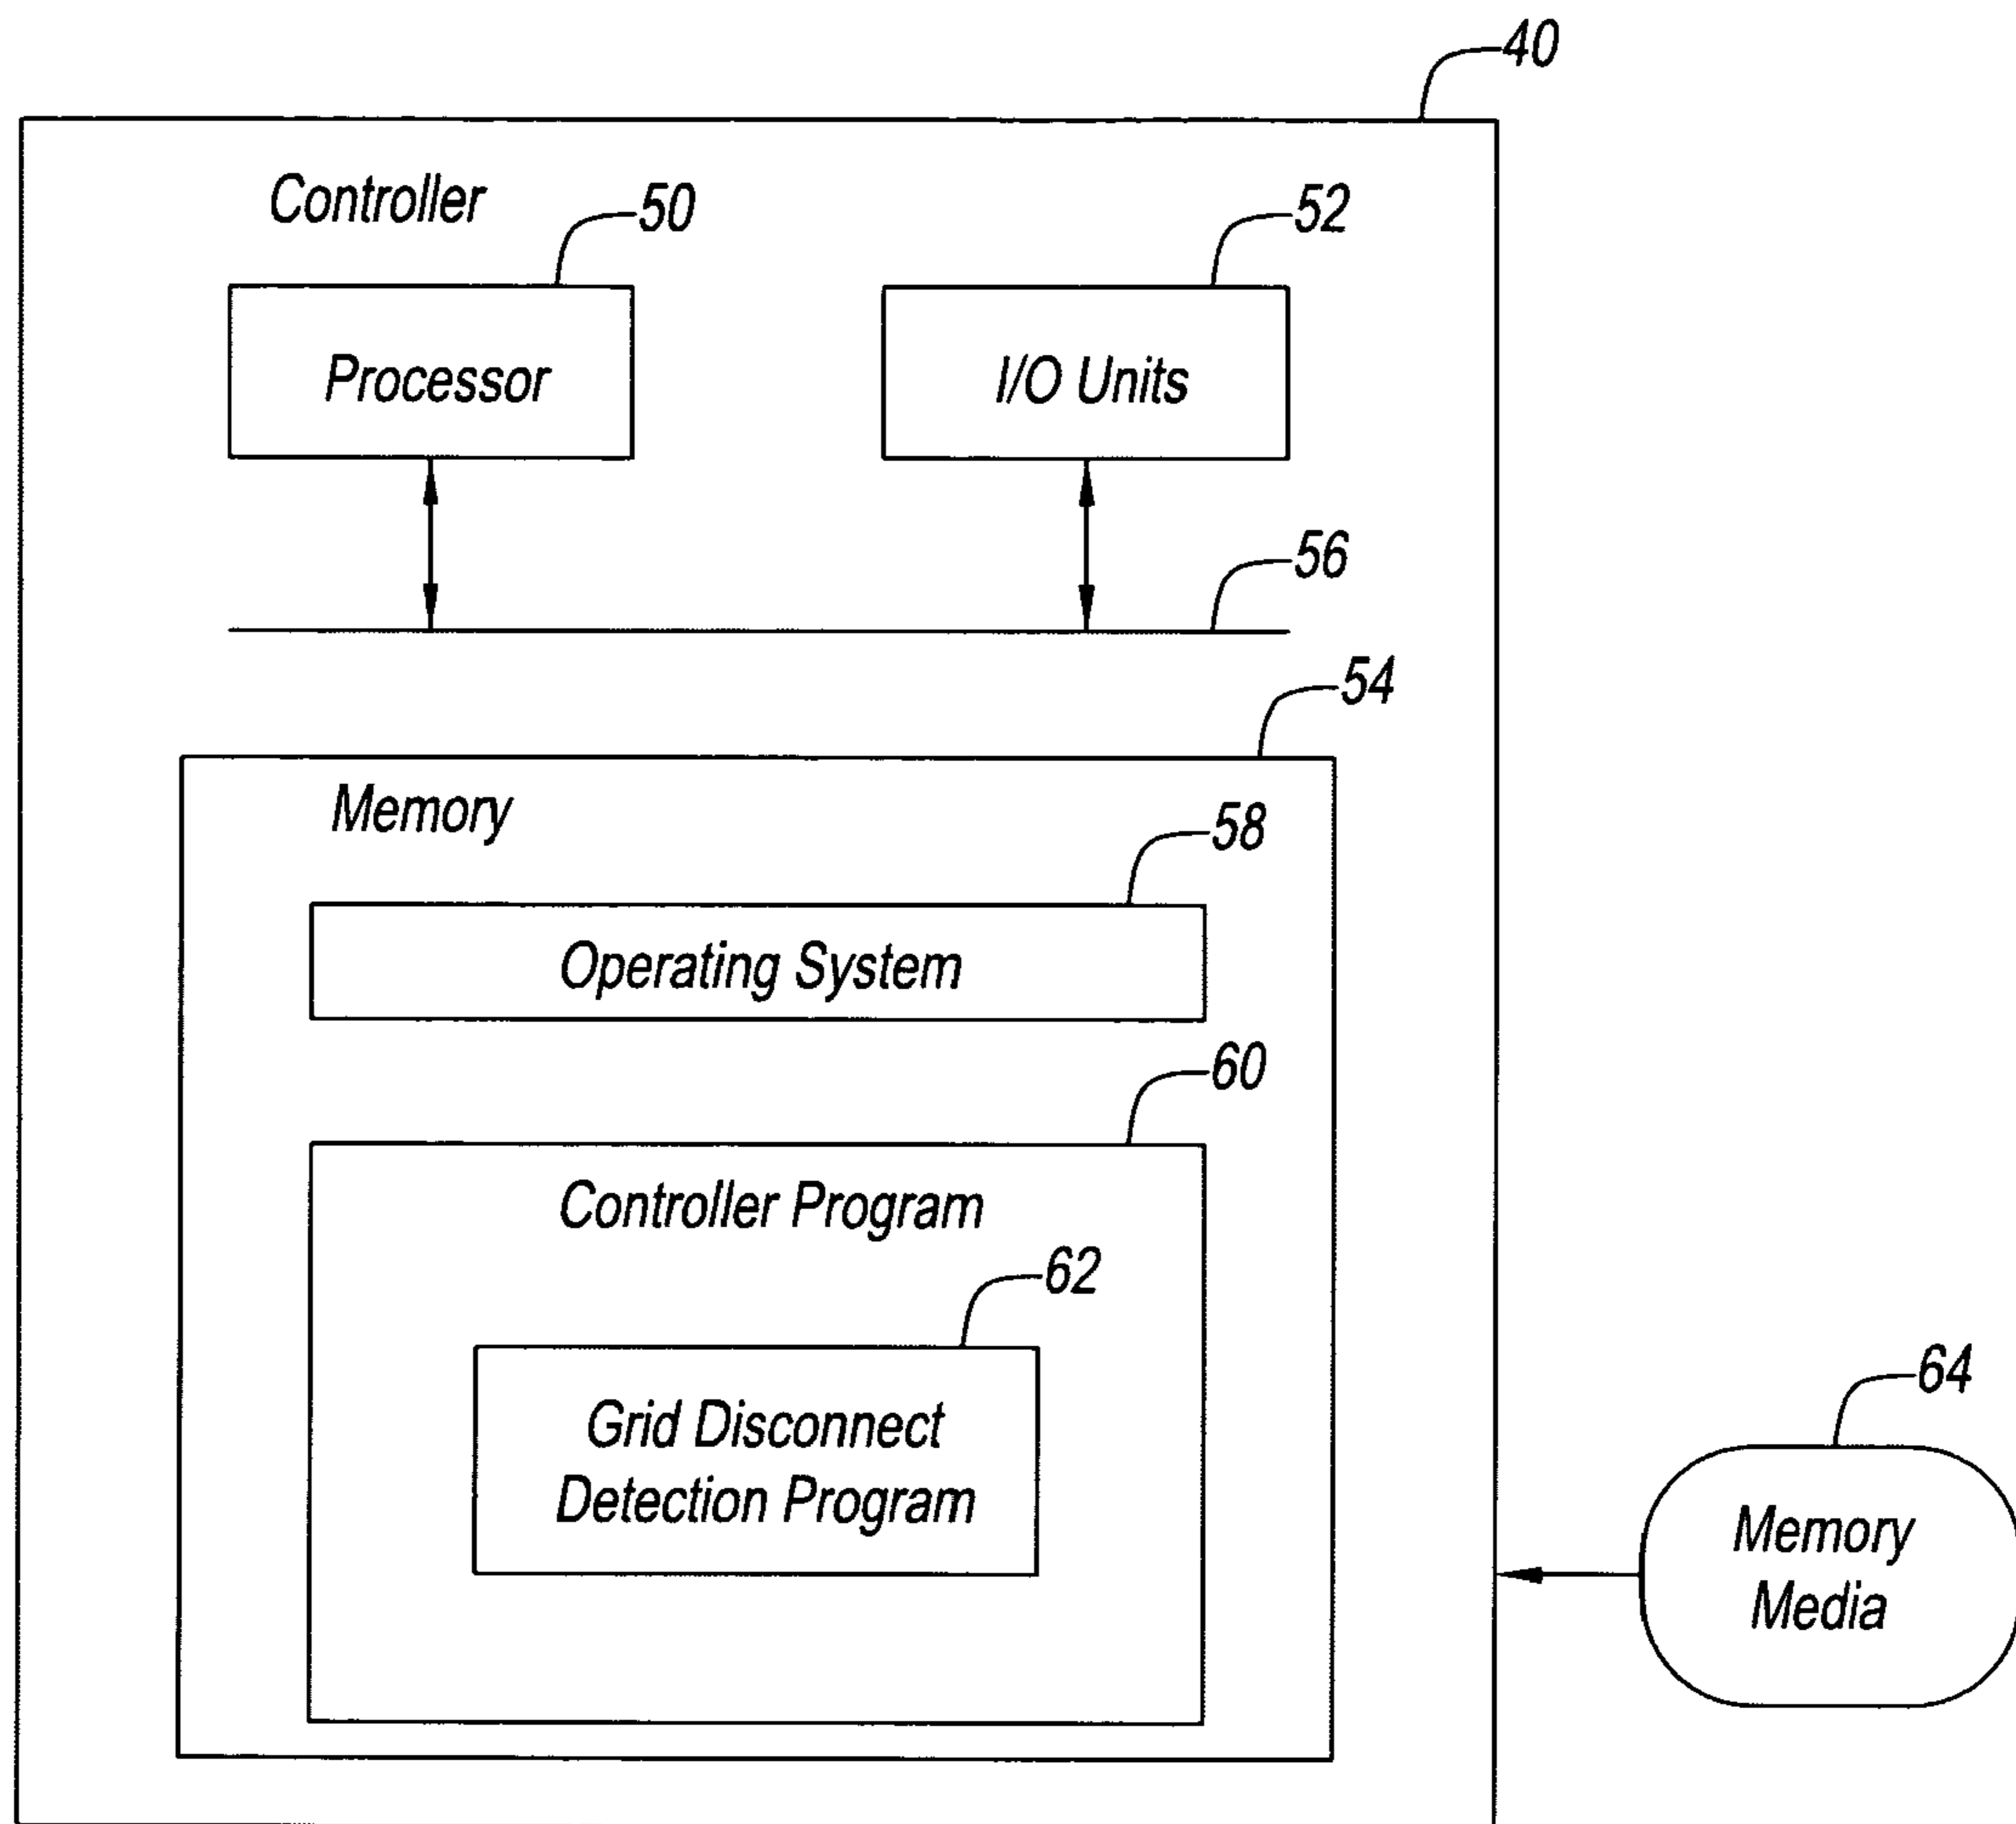 40
Controller
50
52
Processor
I/O Units
56
54
Memory
58
Operating System
60
Controller Program
62
Grid Disconnect
Detection Program
64
Memory
Media